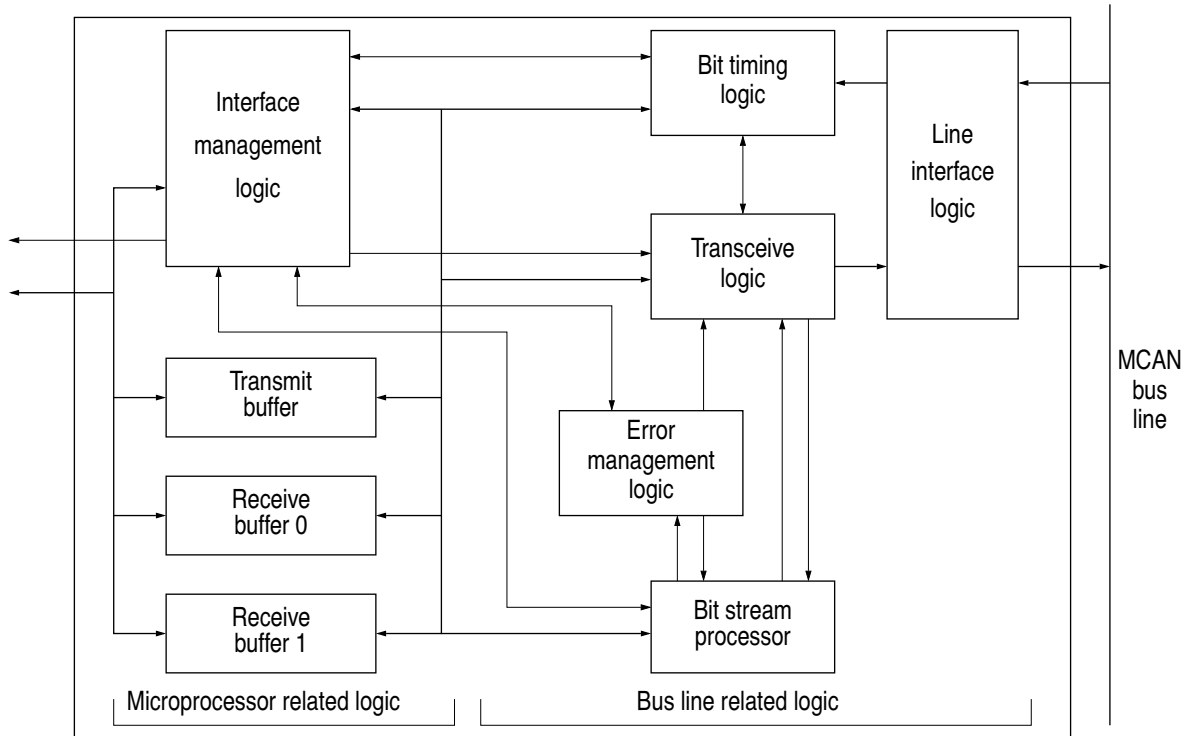 Interface
management
logic
Bit timing
logic
Line
interface
logic
Transceive
logic
MCAN
bus
line
Transmit
buffer
Error
management
logic
Receive
buffer 0
Receive
buffer 1
Bit stream
processor
Microprocessor related logic
Bus line related logic